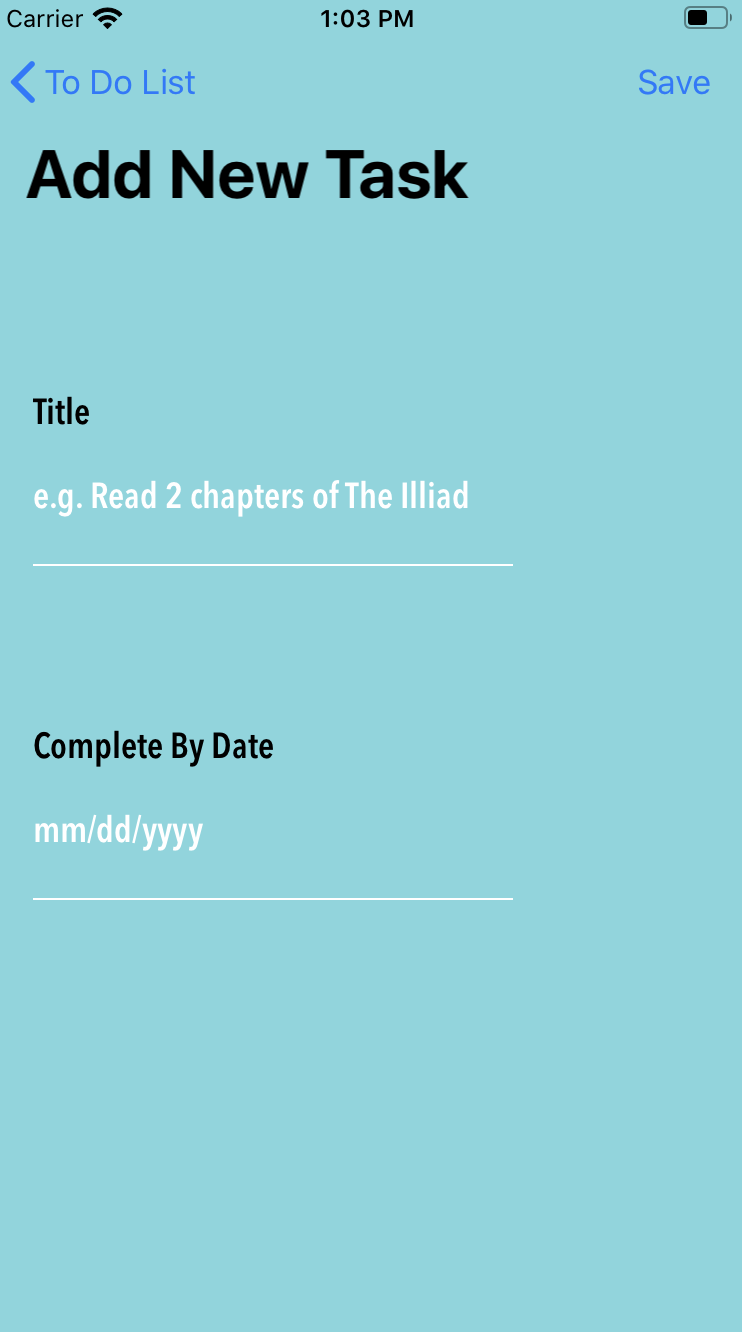 Carrier 1:03 PM
To Do List Save
Add New Task
Title
e.g. Read 2 chapters of The Illiad
Complete By Date
mm/dd/yyyy